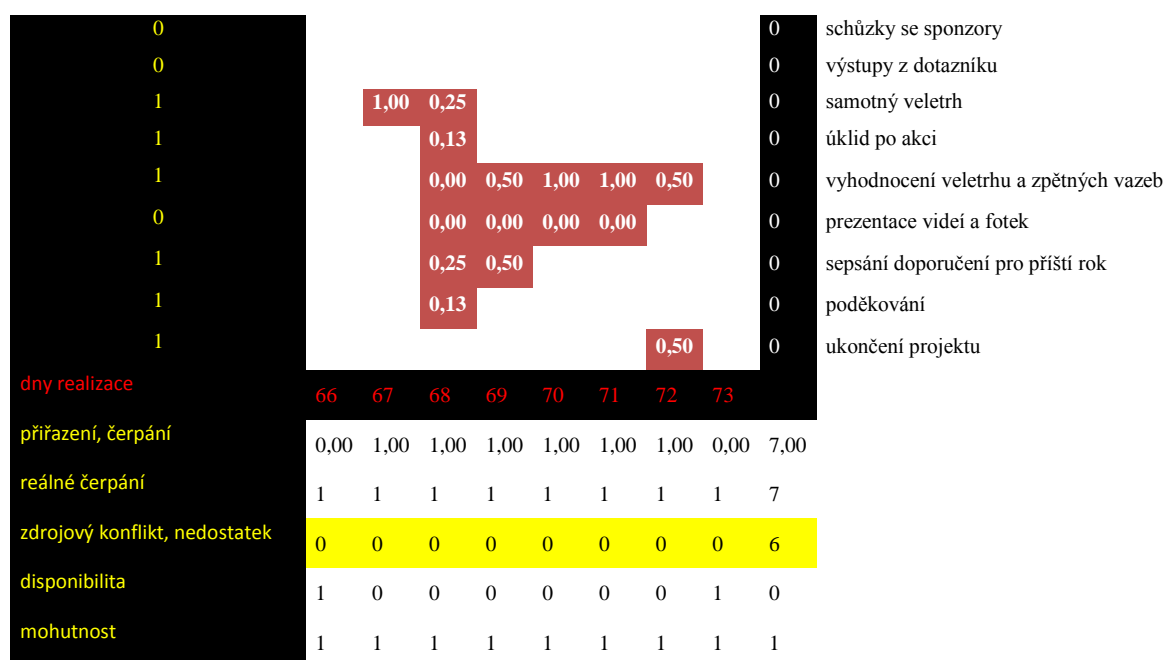 0 0 schůzky se sponzory
0 0 výstupy z dotazníku
1 1,00 0,25 0 samotný veletrh
1 0,13 0 úklid po akci
1 0,00 0,50 1,00 1,00 0,50 0 vyhodnocení veletrhu a zpětných vazeb
0 0,00 0,00 0,00 0,00 0 prezentace videí a fotek
1 0,25 0,50 0 sepsání doporučení pro příští rok
1 0,13 0 poděkování
1 0,50 0 ukončení projektu
dny realizace 66 67 68 69 70 71 72 73
přiřazení, čerpání 0,00 1,00 1,00 1,00 1,00 1,00 1,00 0,00 7,00
reálné čerpání 1 1 1 1 1 1 1 1 7
zdrojový konflikt, nedostatek 0 0 0 0 0 0 0 0 6
disponibilita 1 0 0 0 0 0 0 1 0
mohutnost 1 1 1 1 1 1 1 1 1